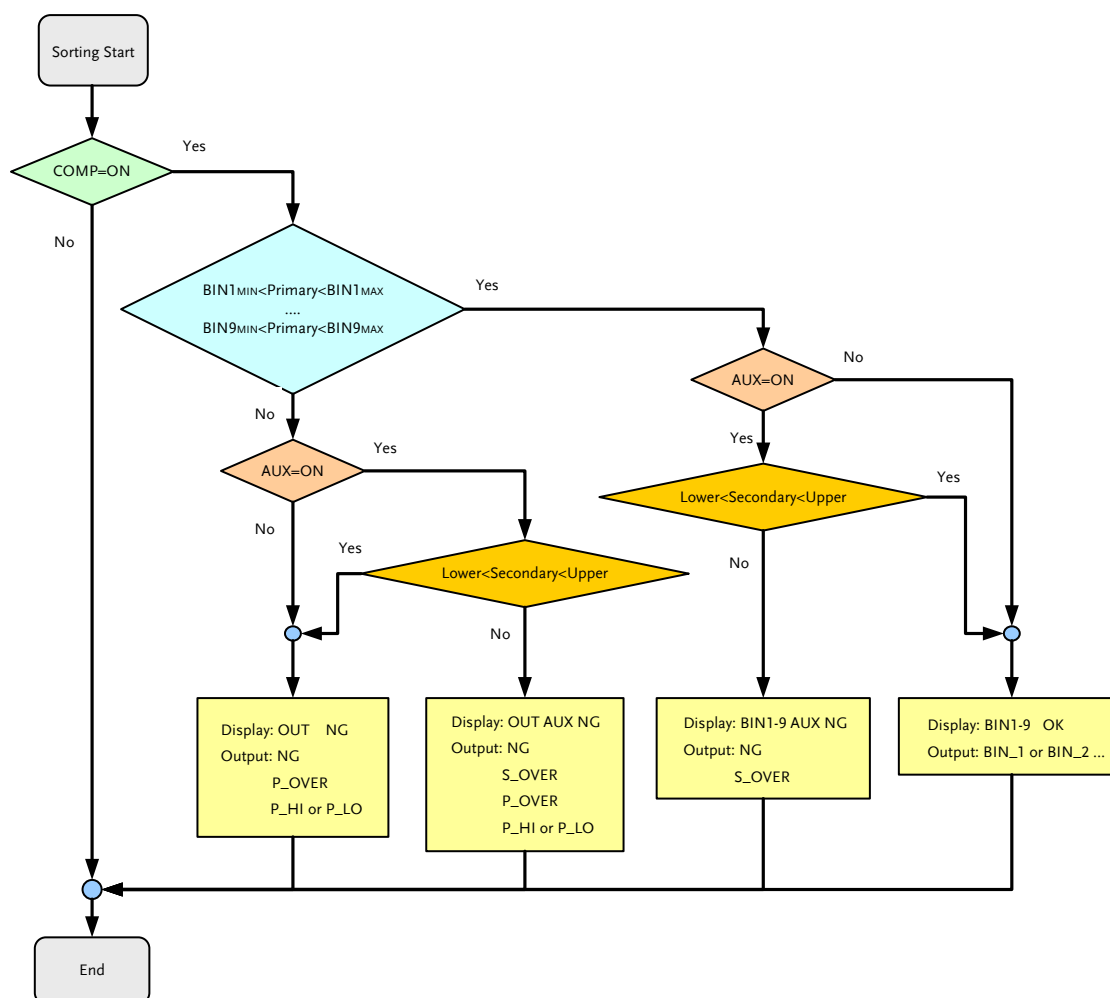 Sorting Start
Yes
COMP=ON
No
BIN1MIN<Primary<BIN1MAX
....
BIN9MIN<Primary<BIN9MAX
Yes
No
AUX=ON
No
Yes
AUX=ON
Yes
Yes
Lower<Secondary<Upper
No
No
Yes
Lower<Secondary<Upper
No
Display: OUT NG
Output: NG
P_OVER
P_HI or P_LO
Display: OUT AUX NG
Output: NG
S_OVER
P_OVER
P_HI or P_LO
Display: BIN1-9 AUX NG
Output: NG
S_OVER
Display: BIN1-9 OK
Output: BIN_1 or BIN_2 ...
End